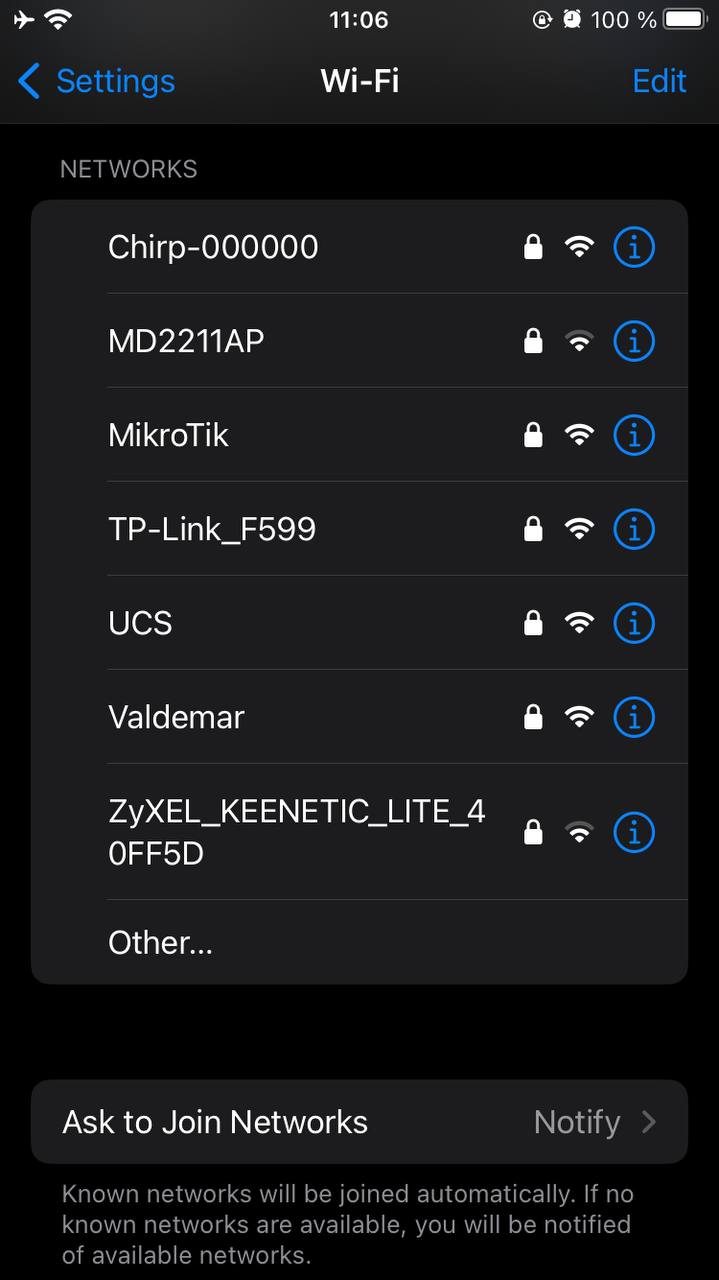 11:06 100 %
Settings Wi-Fi Edit
NETWORKS
Chirp-000000
MD2211AP
MikroTik
TP-Link_F599
UCS
Valdemar
ZyXEL_KEENETIC_LITE_4
0FF5D
Other...
Ask to Join Networks Notify
Known networks will be joined automatically. If no
known networks are available, you will be notified
of available networks.